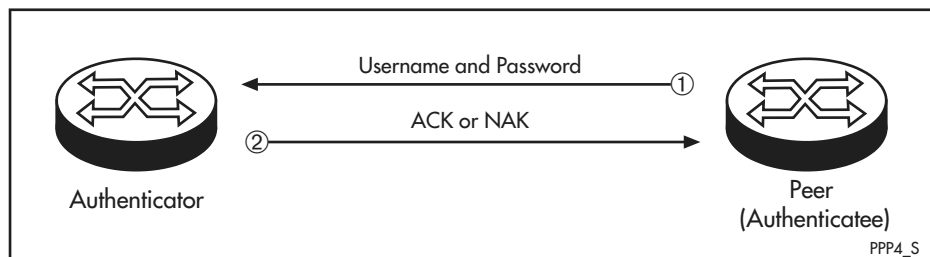 Username and Password
①
②
ACK or NAK
Authenticator
Peer
(Authenticatee)
PPP4_S